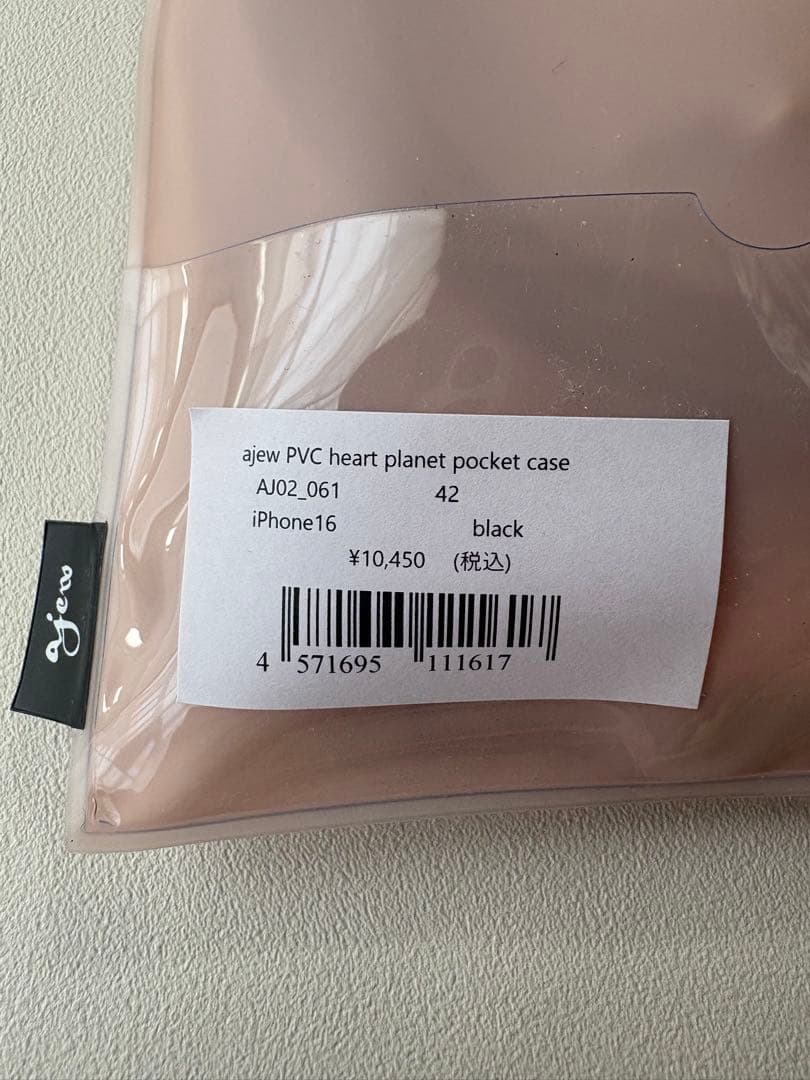 ajew PVC heart planet pocket case
AJ02_061 42
iPhone16 black
¥10,450 (税込)
4 571695 111617
ajew